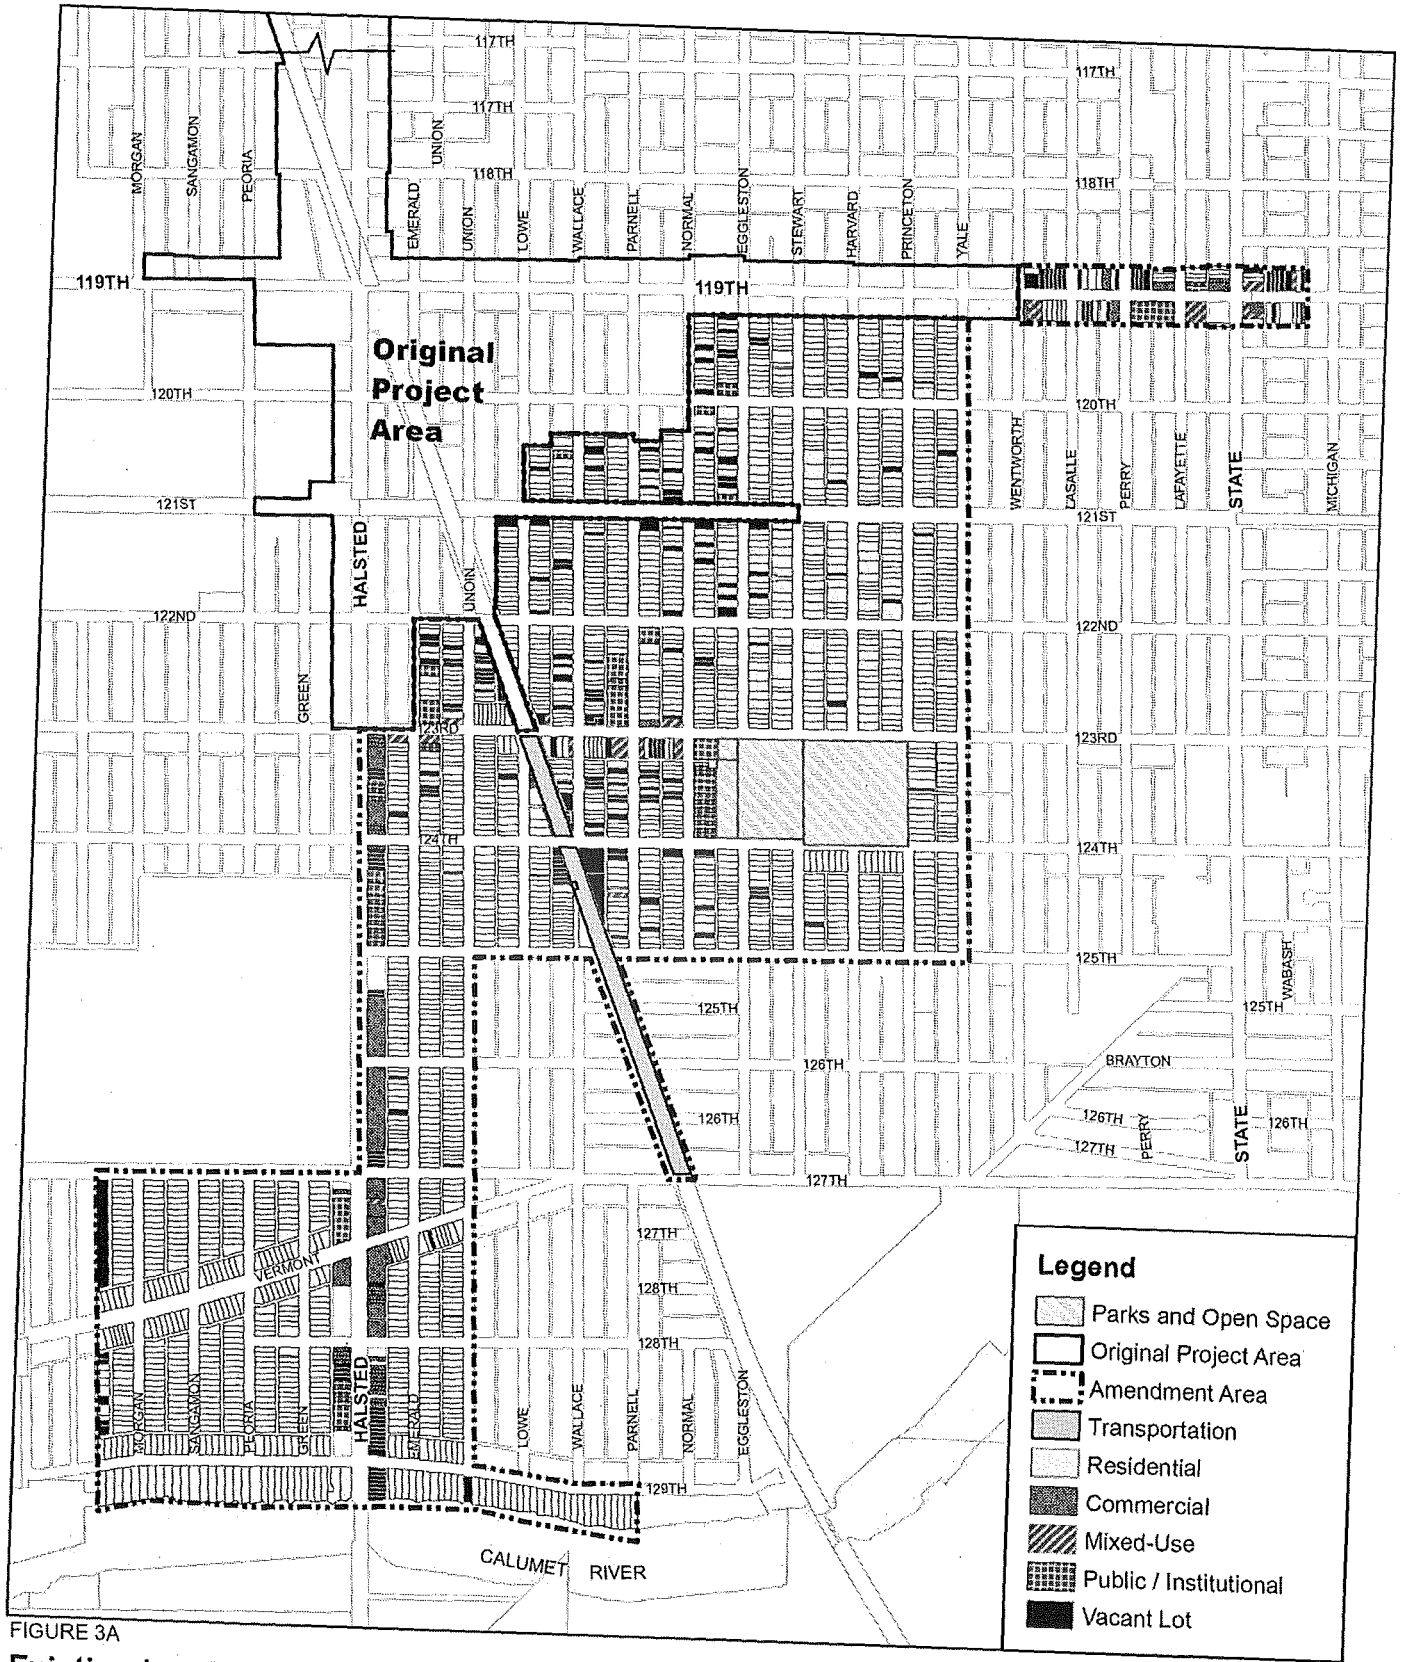 117TH
117TH
117TH
MORGAN
SANGAMON
PEORIA
UNION
118TH
118TH
EMERALD
UNION
LOWE
WALLACE
PARNELL
NORMAL
EGGLESTON
STEWART
HARVARD
PRINCETON
YALE
119TH
119TH
Original
Project
Area
120TH
120TH
WENTWORTH
LASALLE
PERRY
LAFAYETTE
STATE
MICHIGAN
121ST
121ST
HALSTED
UNOIN
122ND
122ND
GREEN
123RD
123RD
124TH
124TH
125TH
WABASH
125TH
125TH
126TH
BRAYTON
126TH
126TH
PERRY
STATE
126TH
127TH
127TH
VERMONT
127TH
128TH
128TH
MORGAN
SANGAMON
PEORIA
GREEN
HALSTED
EMERALD
LOWE
WALLACE
PARNELL
NORMAL
EGGLESTON
129TH
CALUMET RIVER
Legend
Parks and Open Space
Original Project Area
Amendment Area
Transportation
Residential
Commercial
Mixed-Use
Public / Institutional
Vacant Lot
FIGURE 3A